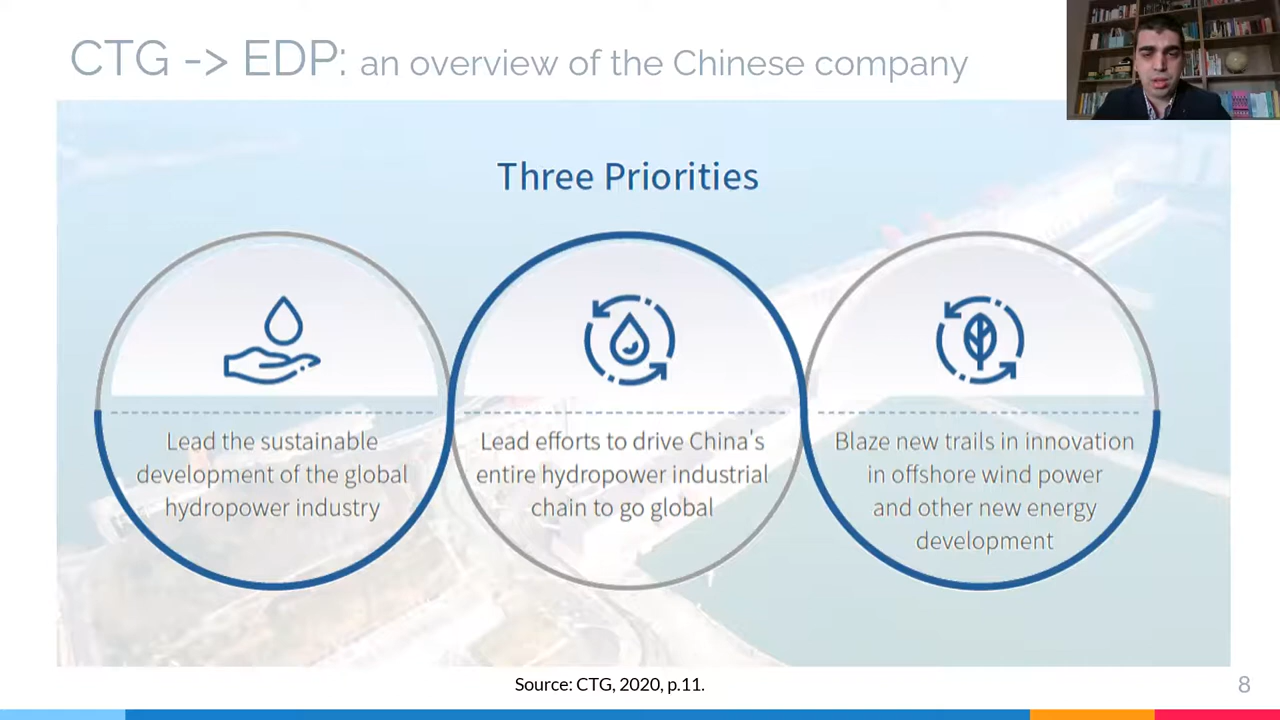 CTG -> EDP: an overview of the Chinese company
Three Priorities
Lead the sustainable
development of the global
hydropower industry
Lead efforts to drive China's
entire hydropower industrial
chain to go global
Blaze new trails in innovation
in offshore wind power
and other new energy
development
Source: CTG, 2020, p.11.
8